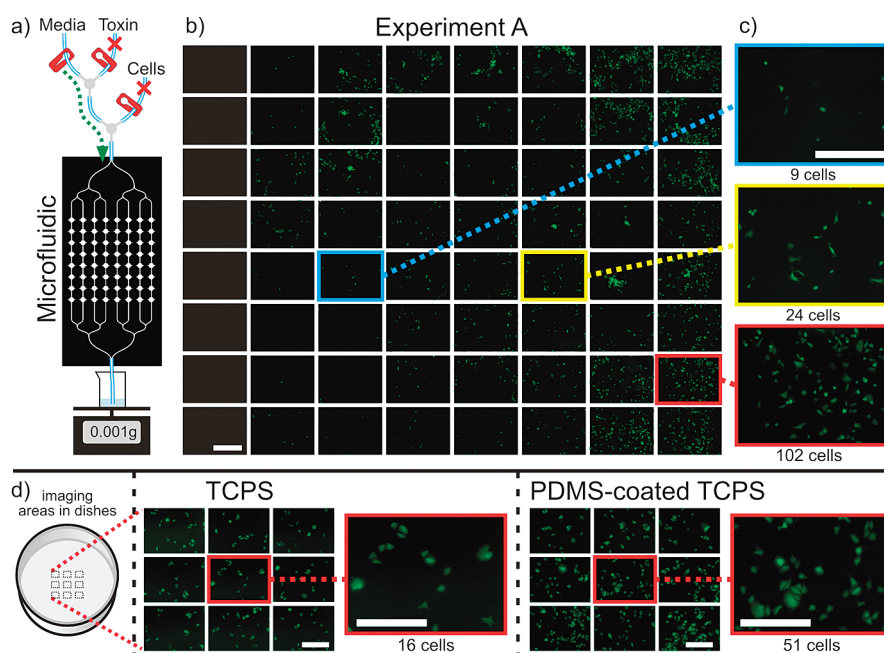 a)
Media
Toxin
Cells
Microfluidic
0.001g
b)
Experiment A
c)
9 cells
24 cells
102 cells
d)
imaging
areas in dishes
TCPS
16 cells
PDMS-coated TCPS
51 cells